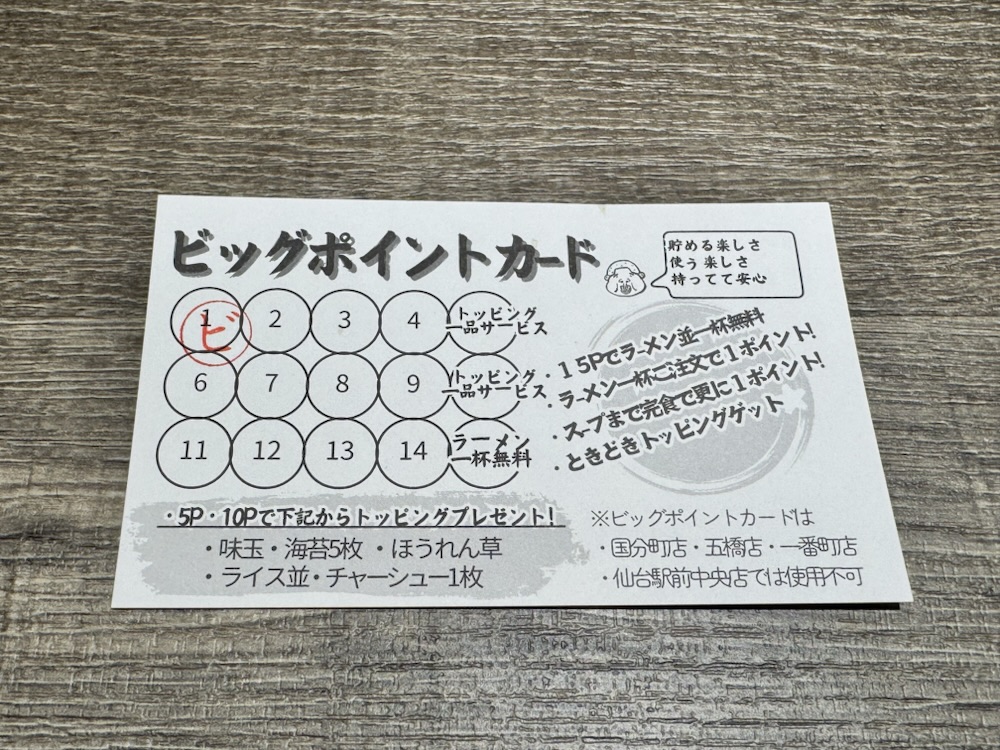 ビッグポイントカード
貯める楽しさ
使う楽しさ
持ってて安心
1 2 3 4 トッピング
一品サービス
ビ
6 7 8 9 トッピング
一品サービス
11 12 13 14 ラーメン
一杯無料
・15Pでラーメン並一杯無料
・ラーメン一杯ご注文で1ポイント!
・スープまで完食で更に1ポイント!
・ときどきトッピングゲット
・5P・10Pで下記からトッピングプレゼント!
・味玉・海苔5枚 ・ほうれん草
・ライス並・チャーシュー1枚
※ビッグポイントカードは
・国分町店・五橋店・一番町店
・仙台駅前中央店では使用不可